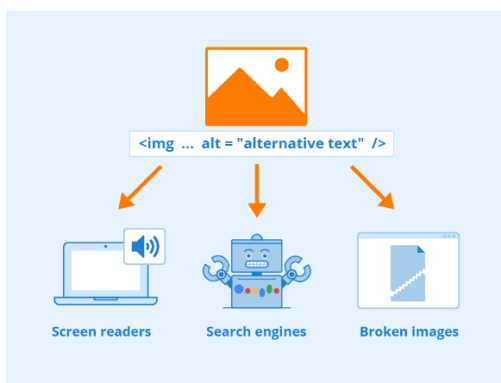 <img ... alt = "alternative text" />
Screen readers
Search engines
Broken images